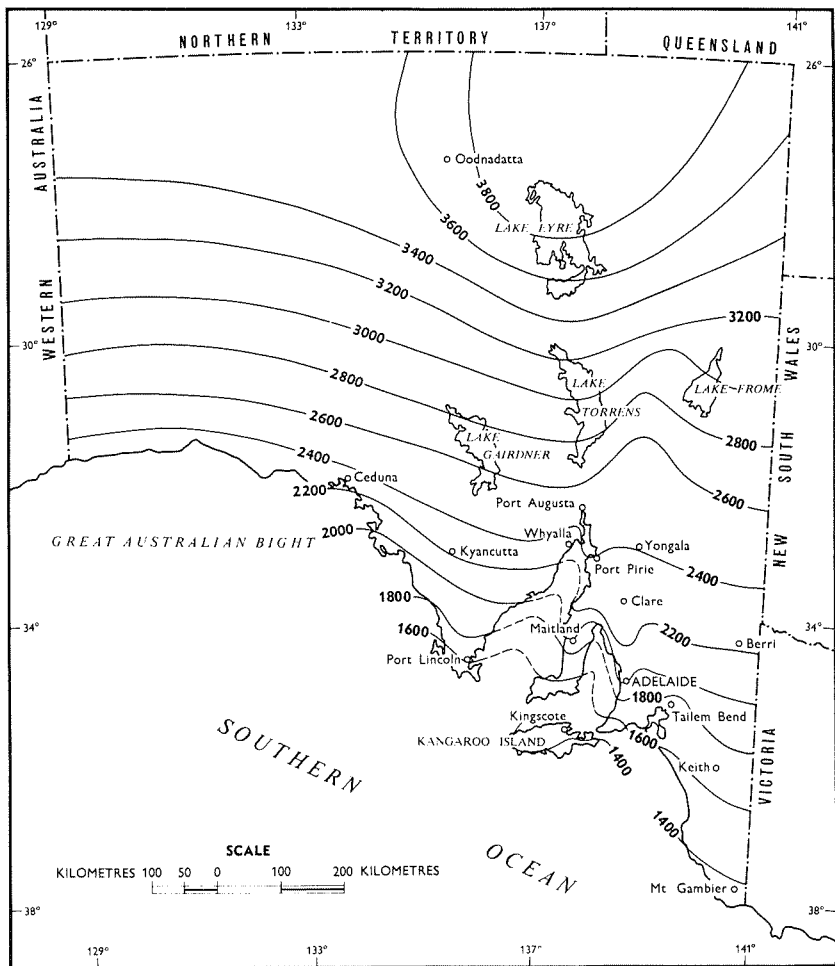 129° 133° 137° 141°
NORTHERN TERRITORY QUEENSLAND
26° 26°
AUSTRALIA
Oodnadatta
3800
LAKE EYRE
3600
3400
3200
3200
WESTERN
3000
30° 30°
WALES
LAKE
LAKE FROME
2800
TORRENS
2600
LAKE
2800
GAIRDNER
2400
Ceduna
2600
SOUTH
2200
Port Augusta
2000
Whyalla
GREAT AUSTRALIAN BIGHT
Kyancutta
Yongala
NEW
Port Pirie
2400
1800
Clare
1600
Maitland
2200
34° 34°
Berri
Port Lincoln
ADELAIDE
1800
Tailem Bend
Kingscote
1600
KANGAROO ISLAND
1400
Keith
VICTORIA
SOUTHERN
1400
SCALE
KILOMETRES 100 50 0 100 200 KILOMETRES
OCEAN
Mt Gambier
38° 38°
129° 133° 137° 141°